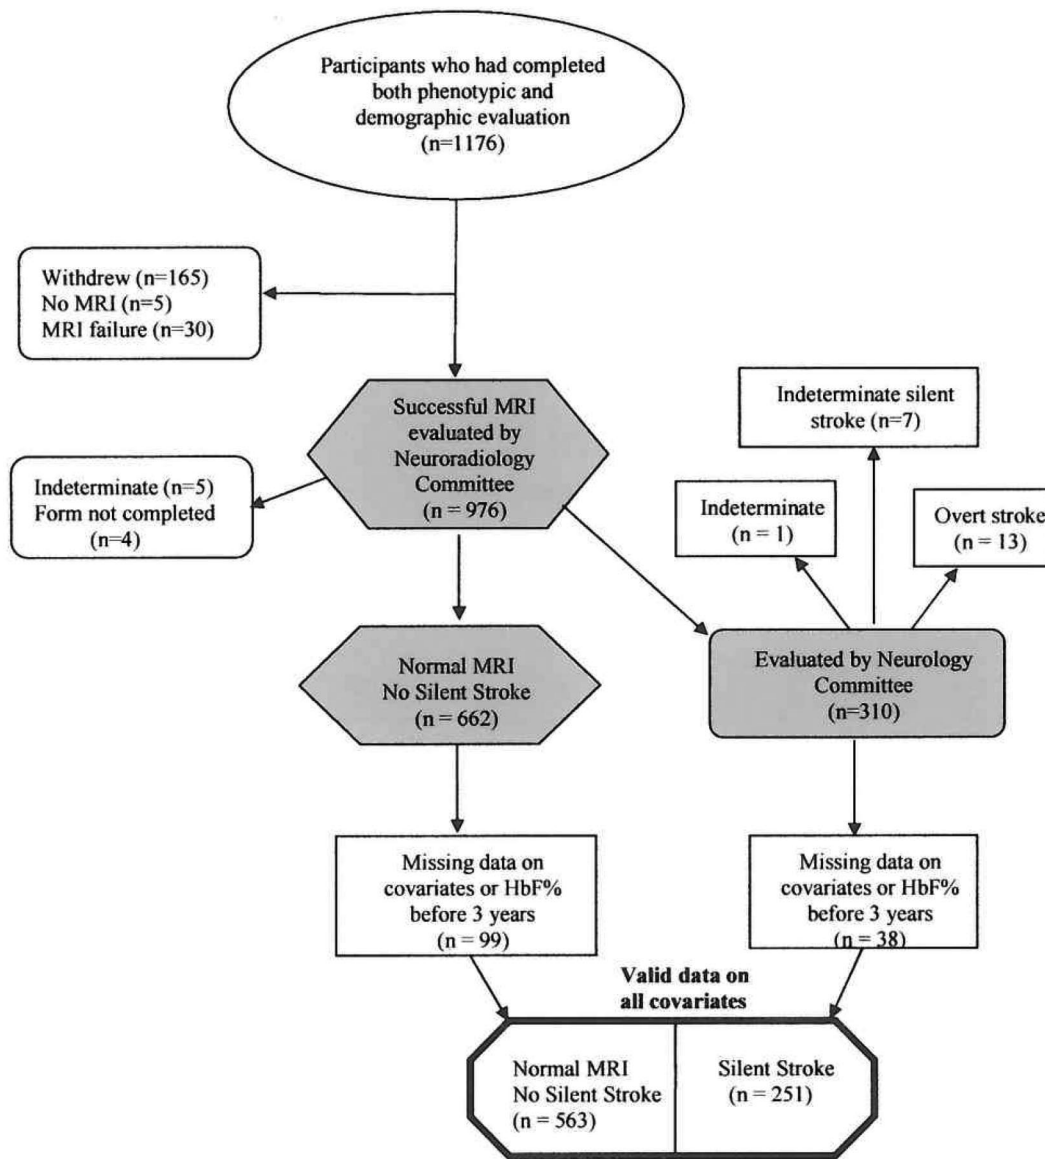 Participants who had completed
both phenotypic and
demographic evaluation
(n=1176)
Withdrew (n=165)
No MRI (n=5)
MRI failure (n=30)
Successful MRI
evaluated by
Neuroradiology
Committee
(n = 976)
Indeterminate silent
stroke (n=7)
Indeterminate (n=5)
Form not completed
(n=4)
Indeterminate
(n = 1)
Overt stroke
(n = 13)
Normal MRI
No Silent Stroke
(n = 662)
Evaluated by Neurology
Committee
(n=310)
Missing data on
covariates or HbF%
before 3 years
(n = 99)
Missing data on
covariates or HbF%
before 3 years
(n = 38)
Valid data on
all covariates
Normal MRI
No Silent Stroke
(n = 563)
Silent Stroke
(n = 251)